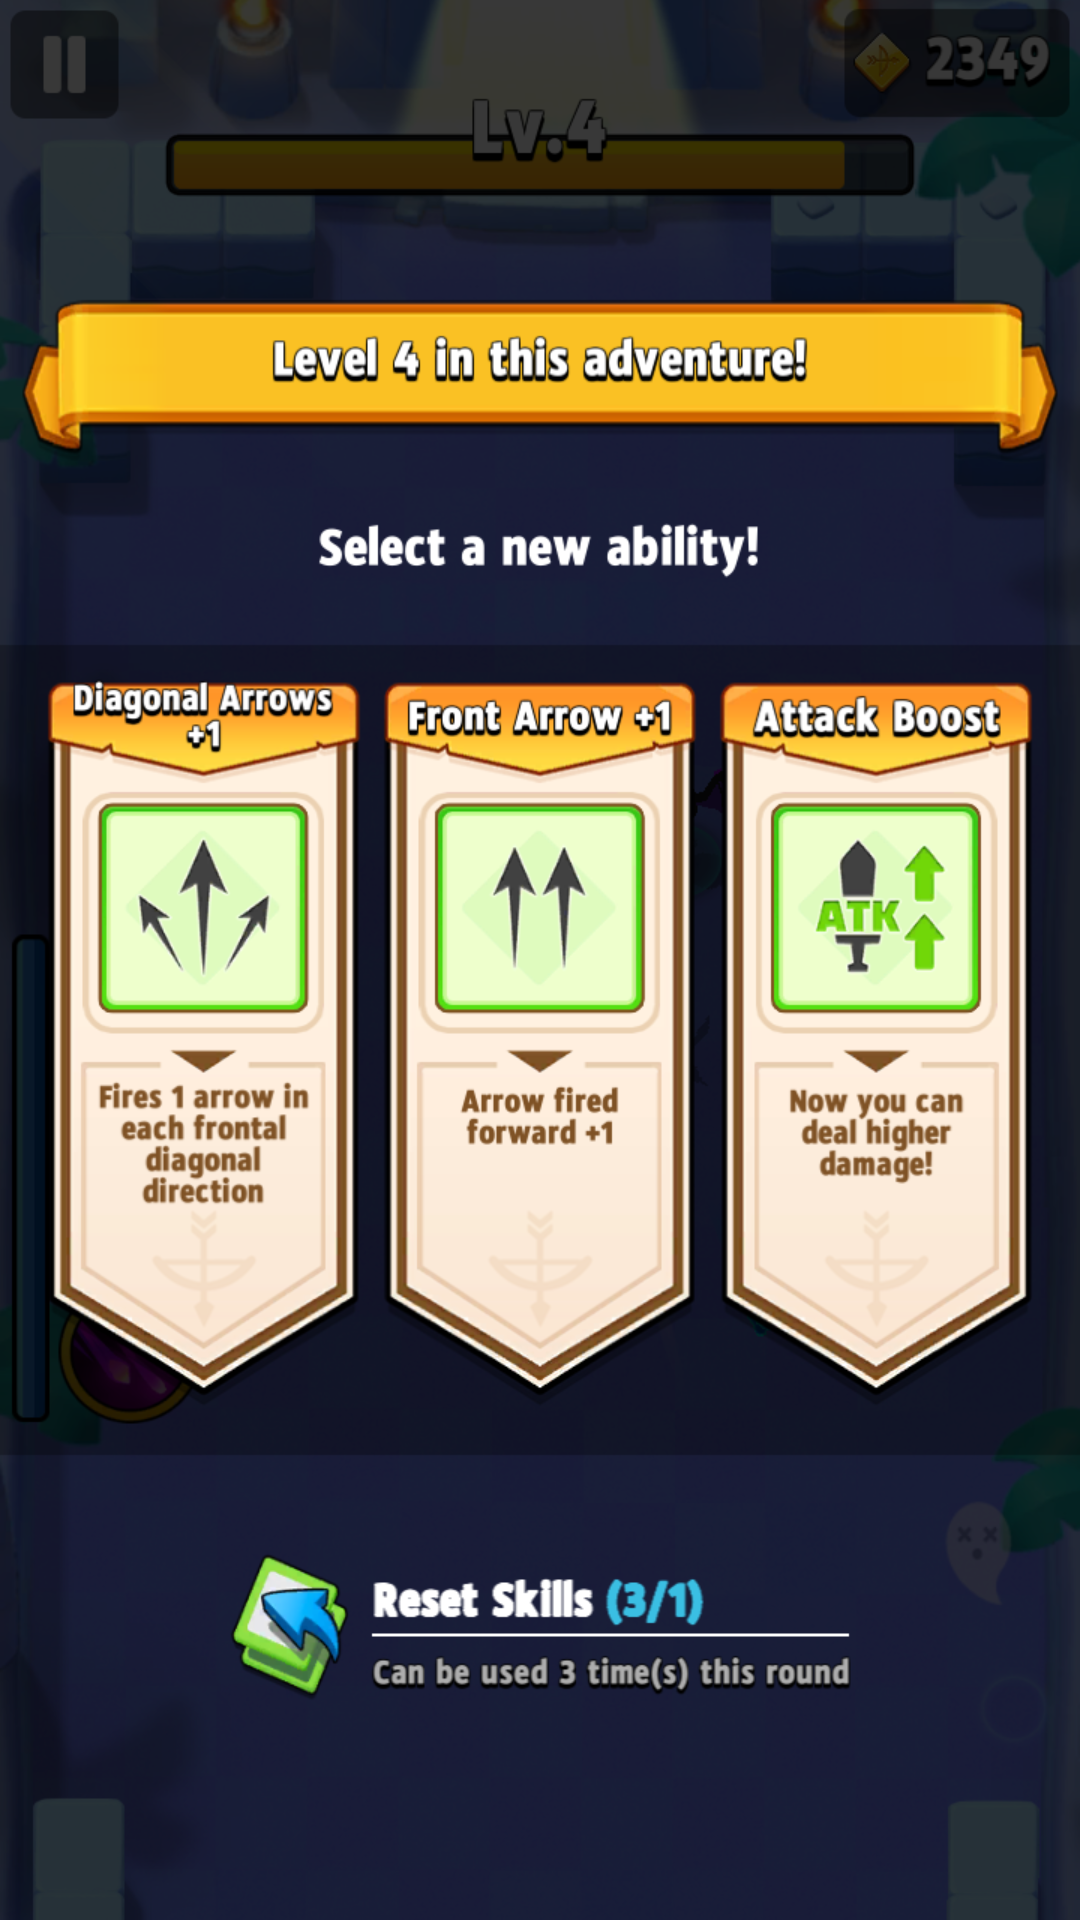 2349
Lv.4
Level 4 in this adventure!
Select a new ability!
Diagonal Arrows
+1
Fires 1 arrow in
each frontal
diagonal
direction
Front Arrow +1
Arrow fired
forward +1
Attack Boost
ATK
Now you can
deal higher
damage!
Reset Skills (3/1)
Can be used 3 time(s) this round